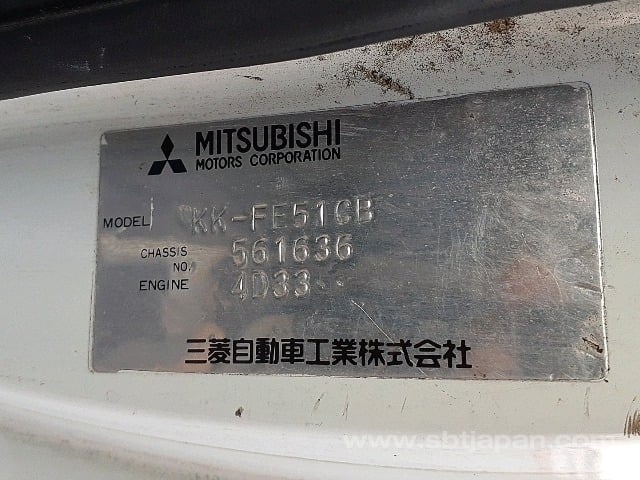 MITSUBISHI
MOTORS CORPORATION
MODEL KK-FE51CB
CHASSIS NO. 561636
ENGINE 4D33--
三菱自動車工業株式会社
www.sbtjapan.com